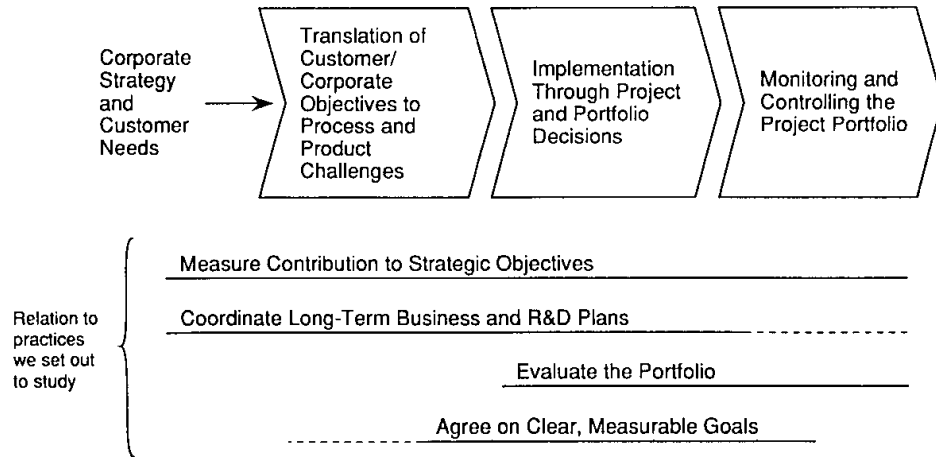 Corporate
Strategy
and
Customer
Needs
Translation of
Customer/
Corporate
Objectives to
Process and
Product
Challenges
Implementation
Through Project
and Portfolio
Decisions
Monitoring and
Controlling the
Project Portfolio
Relation to
practices
we set out
to study
Measure Contribution to Strategic Objectives
Coordinate Long-Term Business and R&D Plans
Evaluate the Portfolio
Agree on Clear, Measurable Goals